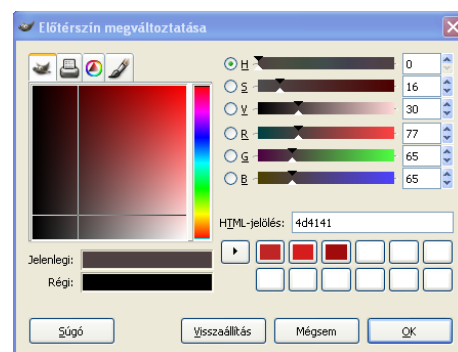 Előtérszín megváltoztatása
H 0
S 16
V 30
R 77
G 65
B 65
HTML-jelölés: 4d4141
Jelenlegi:
Régi:
Súgó Visszaállítás Mégsem OK